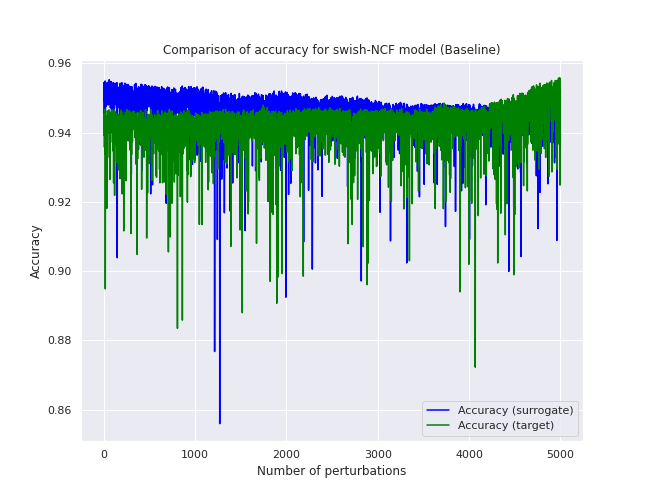 Comparison of accuracy for swish-NCF model (Baseline)
0.96
0.94
0.92
0.90
0.88
0.86
Accuracy
0
1000
2000
3000
4000
5000
Number of perturbations
Accuracy (surrogate)
Accuracy (target)